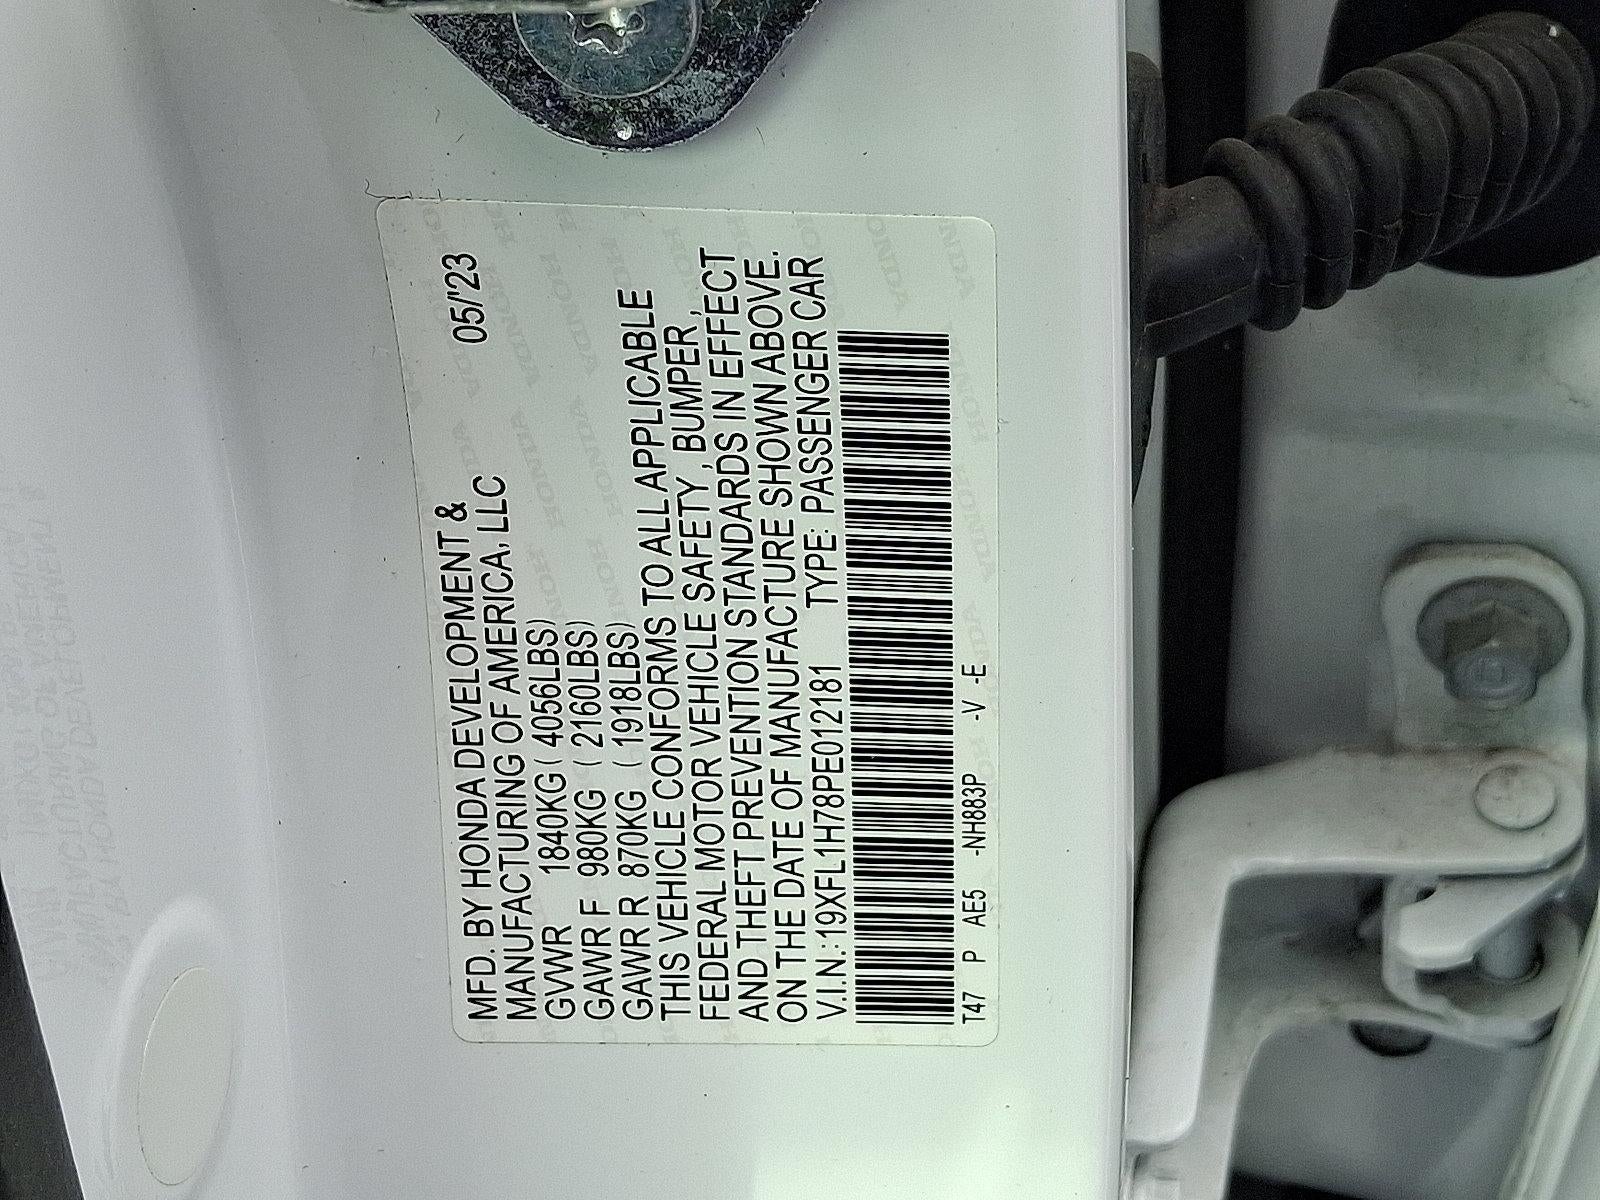 MFD. BY HONDA DEVELOPMENT & 05/'23
MANUFACTURING OF AMERICA, LLC
GVWR 1840KG ( 4056LBS)
GAWR F 980KG ( 2160LBS)
GAWR R 870KG ( 1918LBS)
THIS VEHICLE CONFORMS TO ALL APPLICABLE
FEDERAL MOTOR VEHICLE SAFETY , BUMPER ,
AND THEFT PREVENTION STANDARDS IN EFFECT
ON THE DATE OF MANUFACTURE SHOWN ABOVE.
V.I.N.:19XFL1H78PE012181 TYPE: PASSENGER CAR
T47 P AE5 -NH883P -V -E